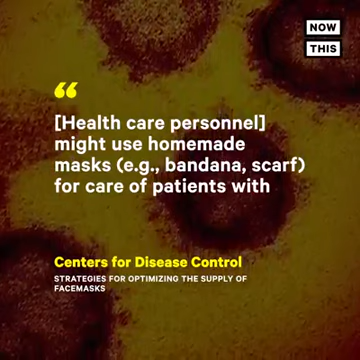 NOW
THIS
“
[Health care personnel]
might use homemade
masks (e.g., bandana, scarf)
for care of patients with
Centers for Disease Control
STRATEGIES FOR OPTIMIZING THE SUPPLY OF
FACEMASKS